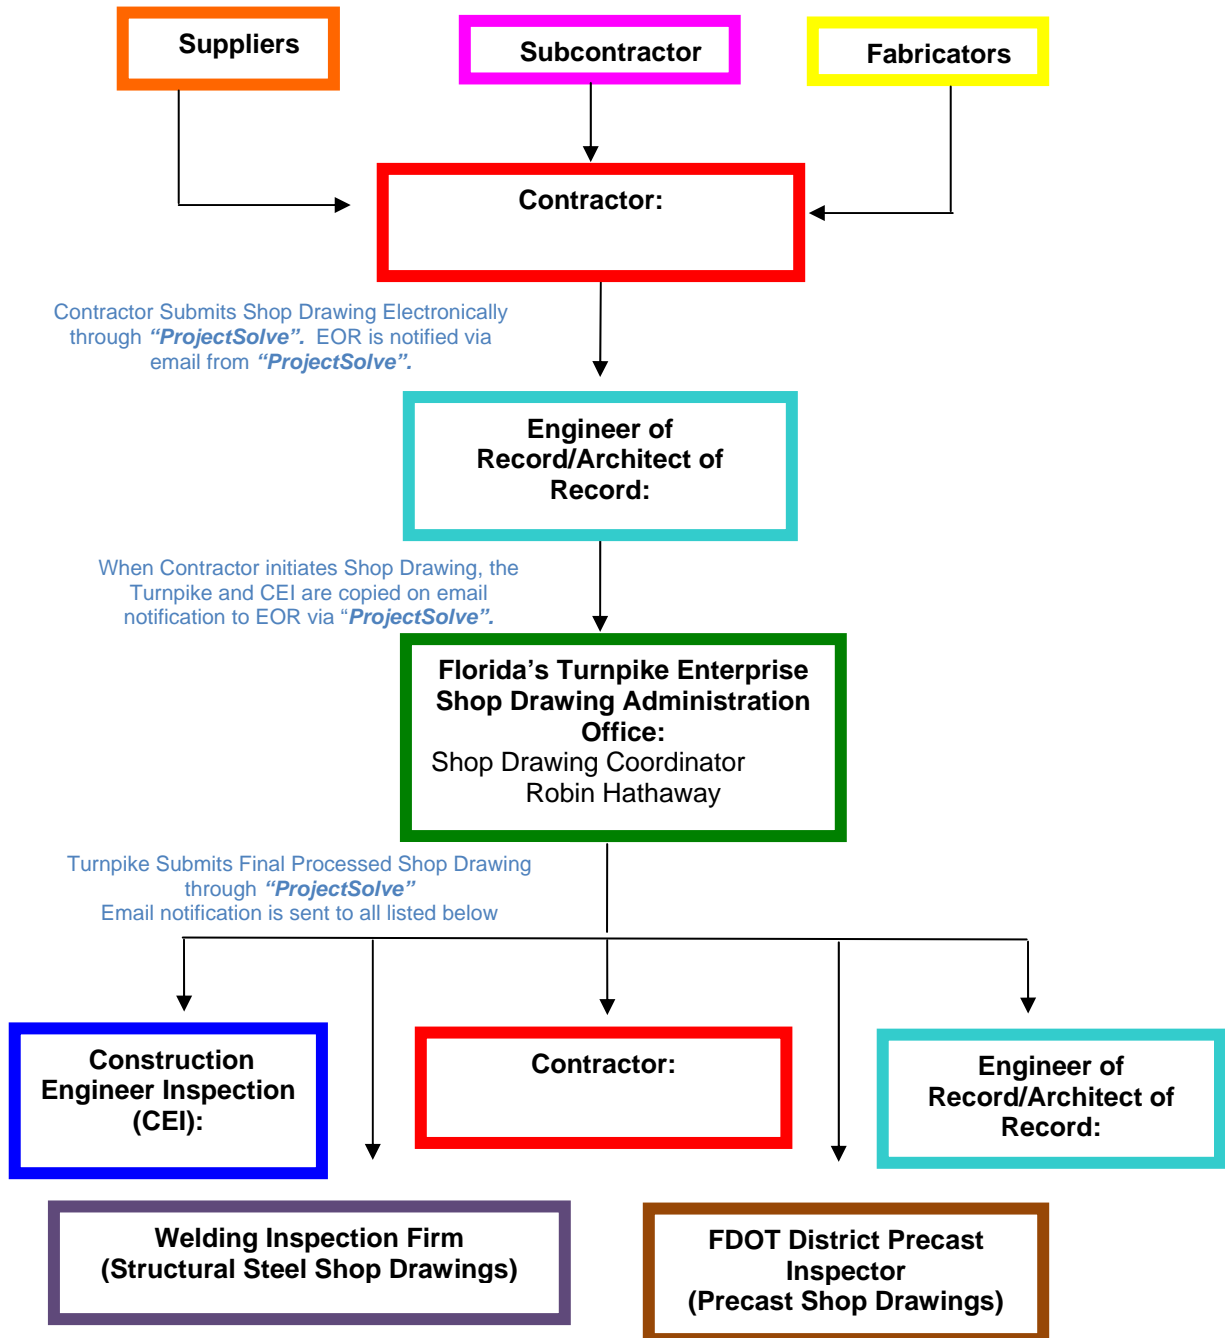 Suppliers
Subcontractor
Fabricators
Contractor:
Contractor Submits Shop Drawing Electronically
through “ProjectSolve”. EOR is notified via
email from “ProjectSolve”.
Engineer of
Record/Architect of
Record:
When Contractor initiates Shop Drawing, the
Turnpike and CEI are copied on email
notification to EOR via “ProjectSolve”.
Florida’s Turnpike Enterprise
Shop Drawing Administration
Office:
Shop Drawing Coordinator
Robin Hathaway
Turnpike Submits Final Processed Shop Drawing
through “ProjectSolve”
Email notification is sent to all listed below
Construction
Engineer Inspection
(CEI):
Contractor:
Engineer of
Record/Architect of
Record:
Welding Inspection Firm
(Structural Steel Shop Drawings)
FDOT District Precast
Inspector
(Precast Shop Drawings)